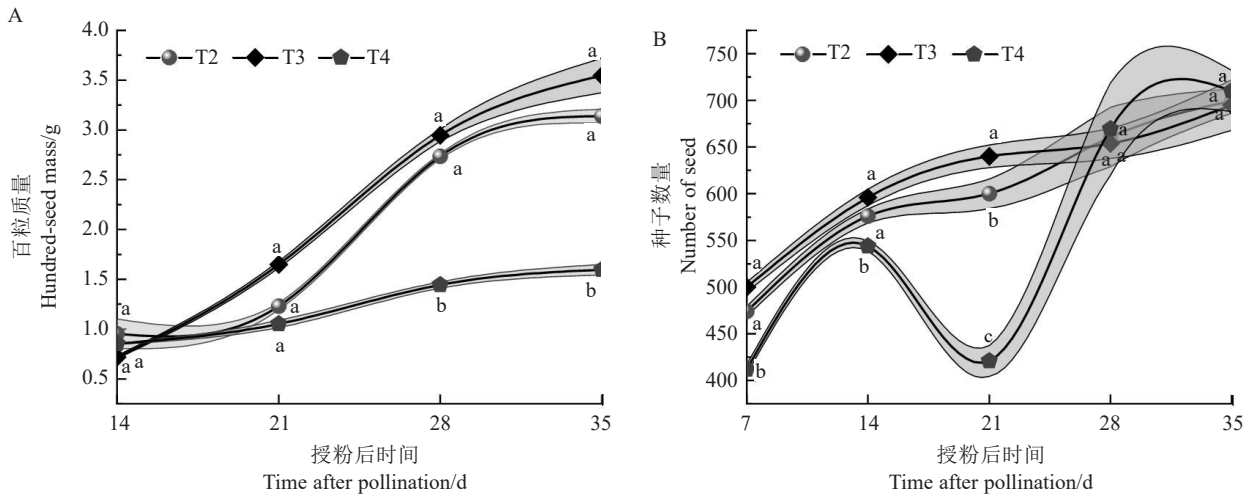 A
百粒质量
Hundred-seed mass/g
4.0
3.5
3.0
2.5
2.0
1.5
1.0
0.5
T2 T3 T4
a
a
a
a
a
a
a
a
a
a
b
b
14 21 28 35
授粉后时间
Time after pollination/d
B
种子数量
Number of seed
750
700
650
600
550
500
450
400
T2 T3 T4
a
a
b
a
a
b
a
b
c
a
a
a
a
a
a
7 14 21 28 35
授粉后时间
Time after pollination/d